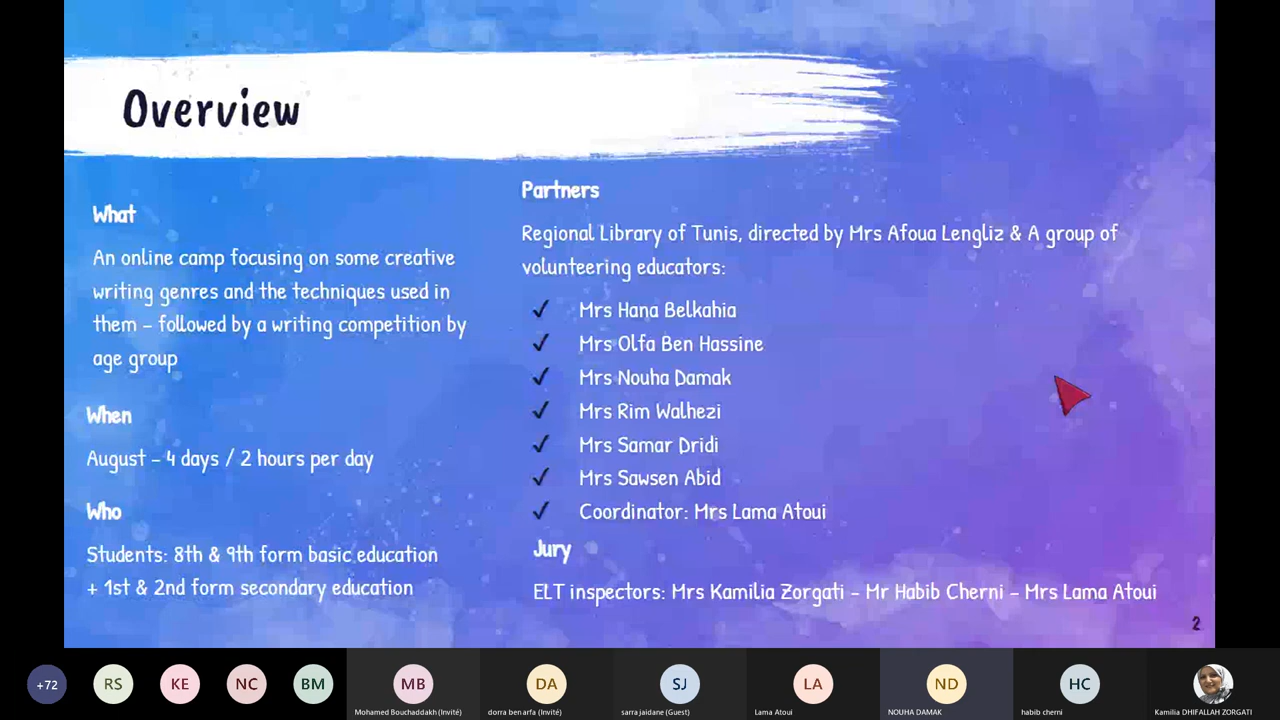 Overview
What
An online camp focusing on some creative
writing genres and the techniques used in
them – followed by a writing competition by
age group
When
August – 4 days / 2 hours per day
Who
Students: 8th & 9th form basic education
+ 1st & 2nd form secondary education
Partners
Regional Library of Tunis, directed by Mrs Afoua Lengliz & A group of
volunteering educators:
✓ Mrs Hana Belkahia
✓ Mrs Olfa Ben Hassine
✓ Mrs Nouha Damak
✓ Mrs Rim Walhezi
✓ Mrs Samar Dridi
✓ Mrs Sawsen Abid
✓ Coordinator: Mrs Lama Atoui
Jury
ELT inspectors: Mrs Kamilia Zorgati – Mr Habib Cherni – Mrs Lama Atoui
2
+72 RS KE NC BM MB DA SJ LA ND HC
Mohamed Bouchaddakh (Invité) dorra ben arfa (Invité) sarra jaidane (Guest) Lama Atoui NOUHA DAMAK habib cherni Kamilia DHIFALLAH ZORGATI